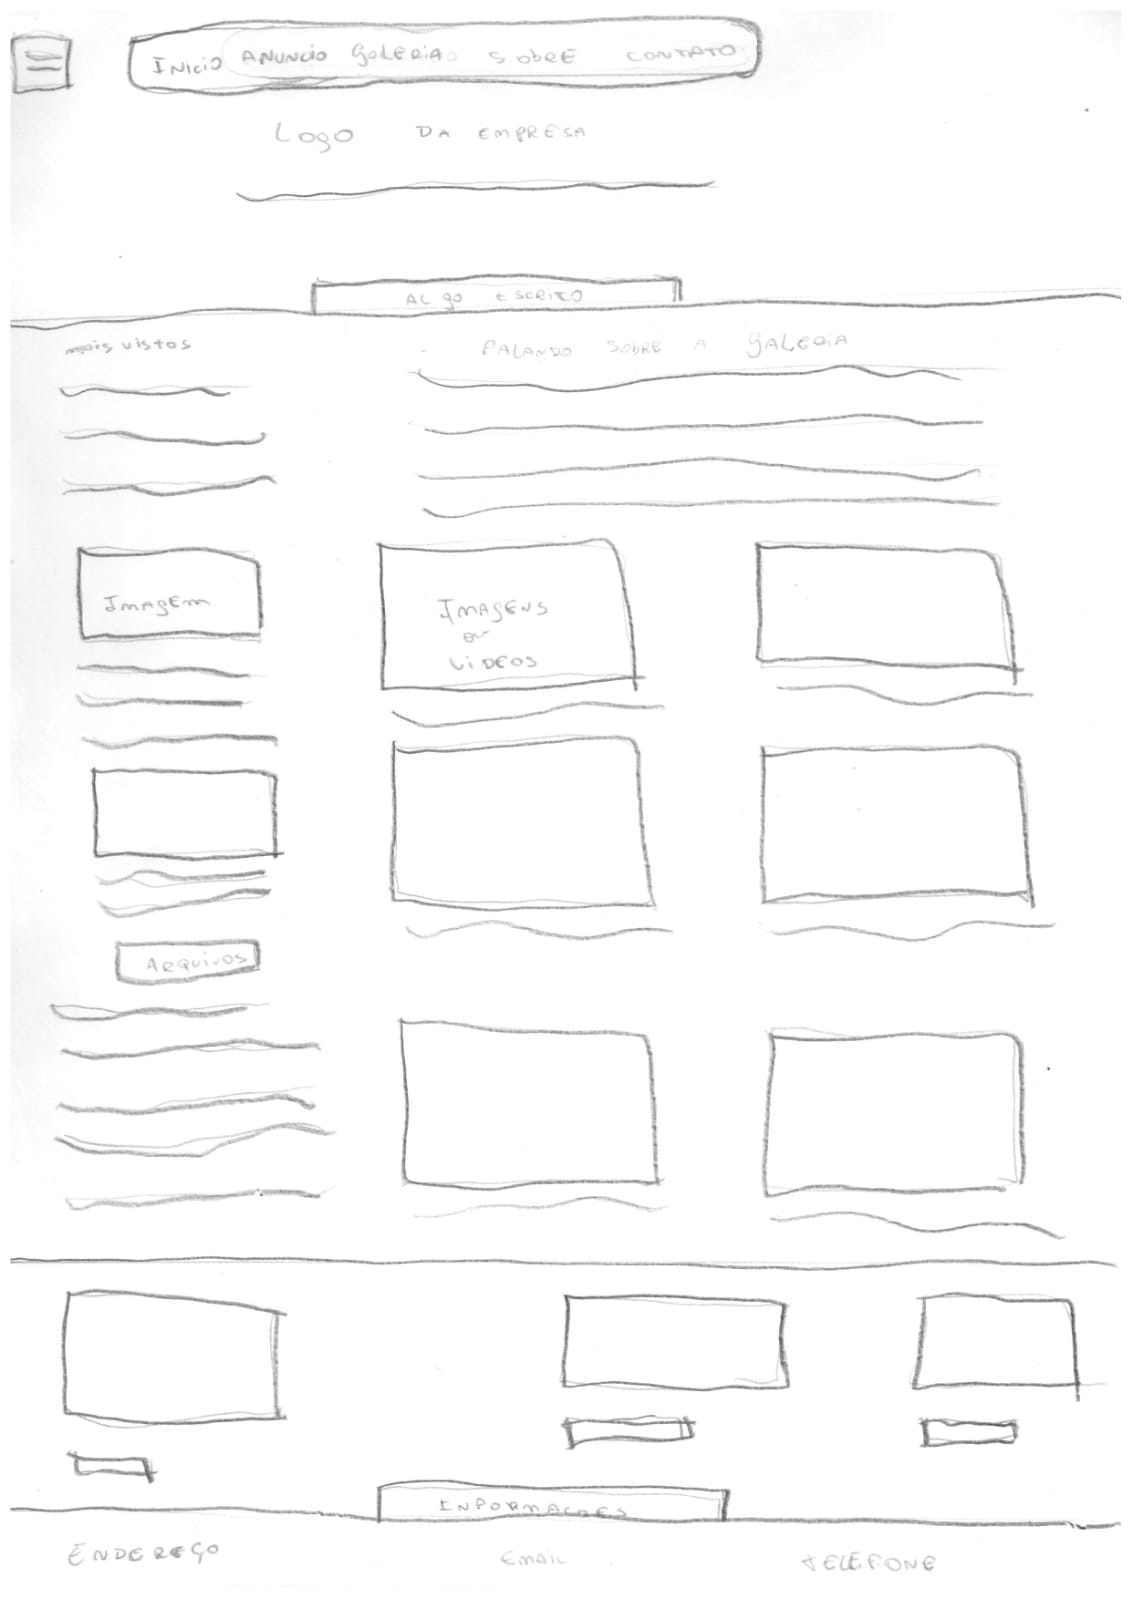 INICIO ANUNCIO GALERIA SOBRE CONTATO
LOGO DA EMPRESA
ALGO ESCRITO
mais vistos
FALANDO SOBRE A GALERIA
IMAGEM
IMAGENS
ou
VIDEOS
ARQUIVOS
INFORMAÇOES
ENDEREÇO EMAIL TELEFONE